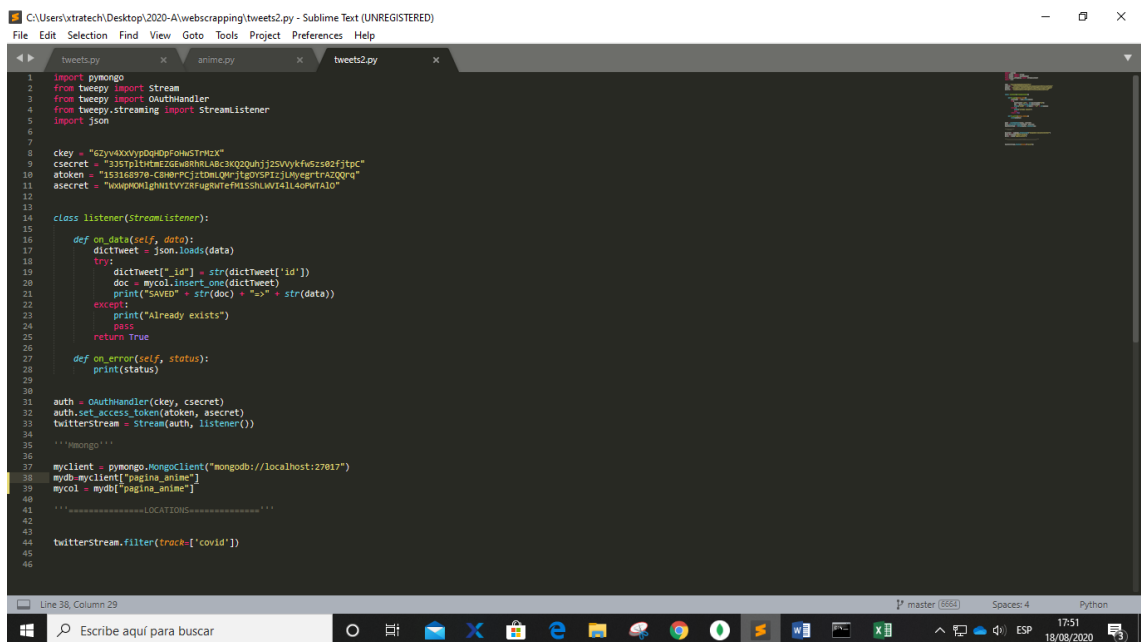 C:\Users\xtratech\Desktop\2020-A\webscrapping\tweets2.py - Sublime Text (UNREGISTERED)
File Edit Selection Find View Goto Tools Project Preferences Help
tweets.py × anime.py × tweets2.py ×
1 import pymongo
2 from tweepy import Stream
3 from tweepy import OAuthHandler
4 from tweepy.streaming import StreamListener
5 import json
6
7
8 ckey =
9 csecret =
10 atoken =
11 asecret =
12
13
14 class listener(StreamListener):
15
16 def on_data(self, data):
17 dictTweet = json.loads(data)
18 try:
19 dictTweet["_id"] = str(dictTweet['id'])
20 doc = mycol.insert_one(dictTweet)
21 print("SAVED" + str(doc) + "=>" + str(data))
22 except:
23 print("Already exists")
24 pass
25 return True
26
27 def on_error(self, status):
28 print(status)
29
30
31 auth = OAuthHandler(ckey, csecret)
32 auth.set_access_token(atoken, asecret)
33 twitterStream = Stream(auth, listener())
34
35 '''Mmongo'''
36
37 myclient = pymongo.MongoClient("mongodb://localhost:27017")
38 mydb=myclient["pagina_anime"]
39 mycol = mydb["pagina_anime"]
40
41 '''===============LOCATIONS=============='''
42
43
44 twitterStream.filter(track=['covid'])
45
46
Line 38, Column 29 master 6664 Spaces: 4 Python
Escribe aquí para buscar
ESP
17:51
18/08/2020